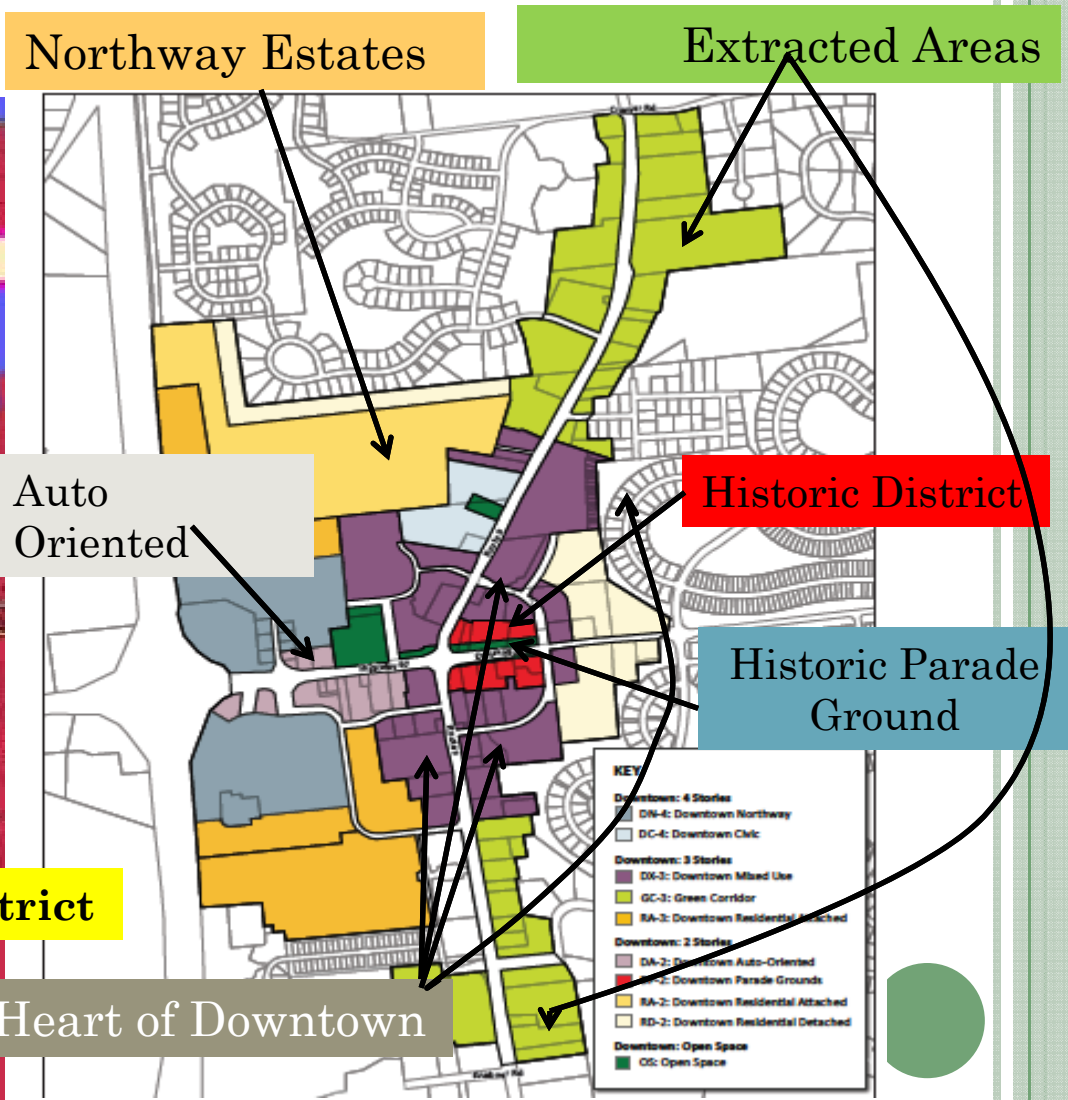 Northway Estates
Extracted Areas
Auto
Oriented
Historic District
Historic Parade
Ground
trict
Heart of Downtown
KEY
Downtown: 4 Stories
DN-4: Downtown Northway
DC-4: Downtown Civic
Downtown: 3 Stories
DX-3: Downtown Mixed Use
GC-3: Green Corridor
RA-3: Downtown Residential Attached
Downtown: 2 Stories
DA-2: Downtown Auto-Oriented
Downtown Parade Grounds
RA-2: Downtown Residential Attached
RD-2: Downtown Residential Detached
Downtown: Open Space
OS: Open Space